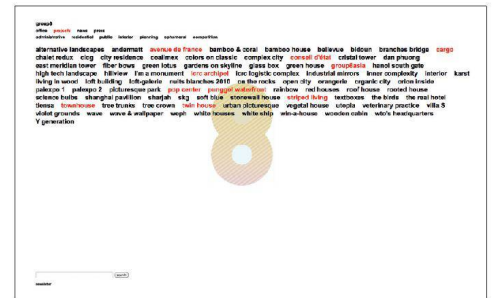 group8
office projects news press
administrative residential public interior planning ephemeral competition
alternative landscapes andermatt avenue de france bamboo & coral bamboo house bellevue bidoun branches bridge cargo
chalet redux cicg city residence coalimex colors on classic complex city conseil d'état cristal tower dan phuong
east meridian tower fiber bows green lotus gardens on skyline glass box green house group8asia hanoi south gate
high tech landscape hillview I'm a monument icrc archipel icrc logistic complex industrial mirrors inner complexity interior karst
living in wood loft building loft-galerie nuits blanches 2010 on the rocks open city orangerie organic city orion inside
palexpo 1 palexpo 2 picturesque park pop center punggol waterfront rainbow red houses roof house rooted house
science bulbs shanghai pavilion sharjah skg soft blue stonewall house striped living textboxes the birds the real hotel
tiensa townhouse tree trunks tree crown twin house urban picturesque vegetal house utopia veterinary practice villa S
violet grounds wave wave & wallpaper weph white houses white ship win-a-house wooden cabin wto's headquarters
Y generation
8
search
newsletter